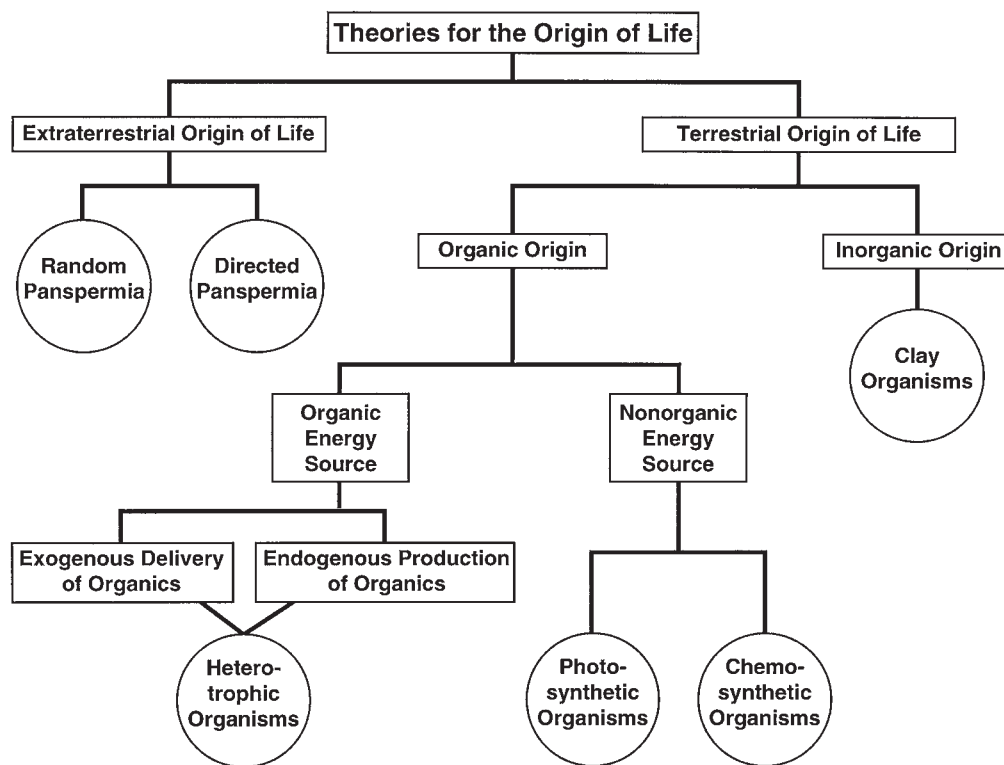 Theories for the Origin of Life
Extraterrestrial Origin of Life
Terrestrial Origin of Life
Random
Panspermia
Directed
Panspermia
Organic Origin
Inorganic Origin
Clay
Organisms
Organic
Energy
Source
Nonorganic
Energy
Source
Exogenous Delivery
of Organics
Endogenous Production
of Organics
Hetero-
trophic
Organisms
Photo-
synthetic
Organisms
Chemo-
synthetic
Organisms